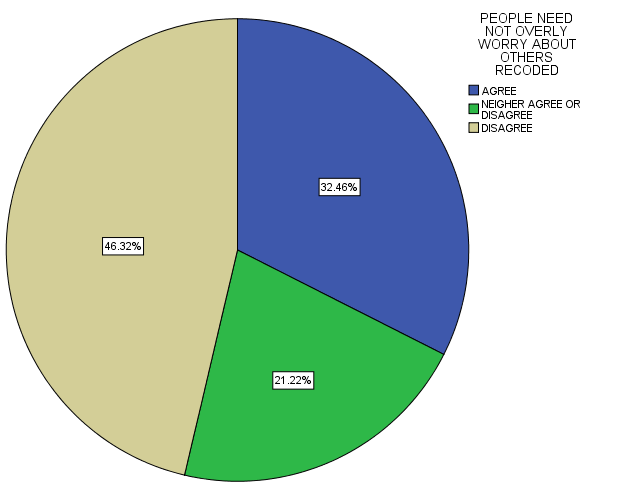 PEOPLE NEED
NOT OVERLY
WORRY ABOUT
OTHERS
RECODED
AGREE
NEIGHER AGREE OR
DISAGREE
DISAGREE
32.46%
46.32%
21.22%